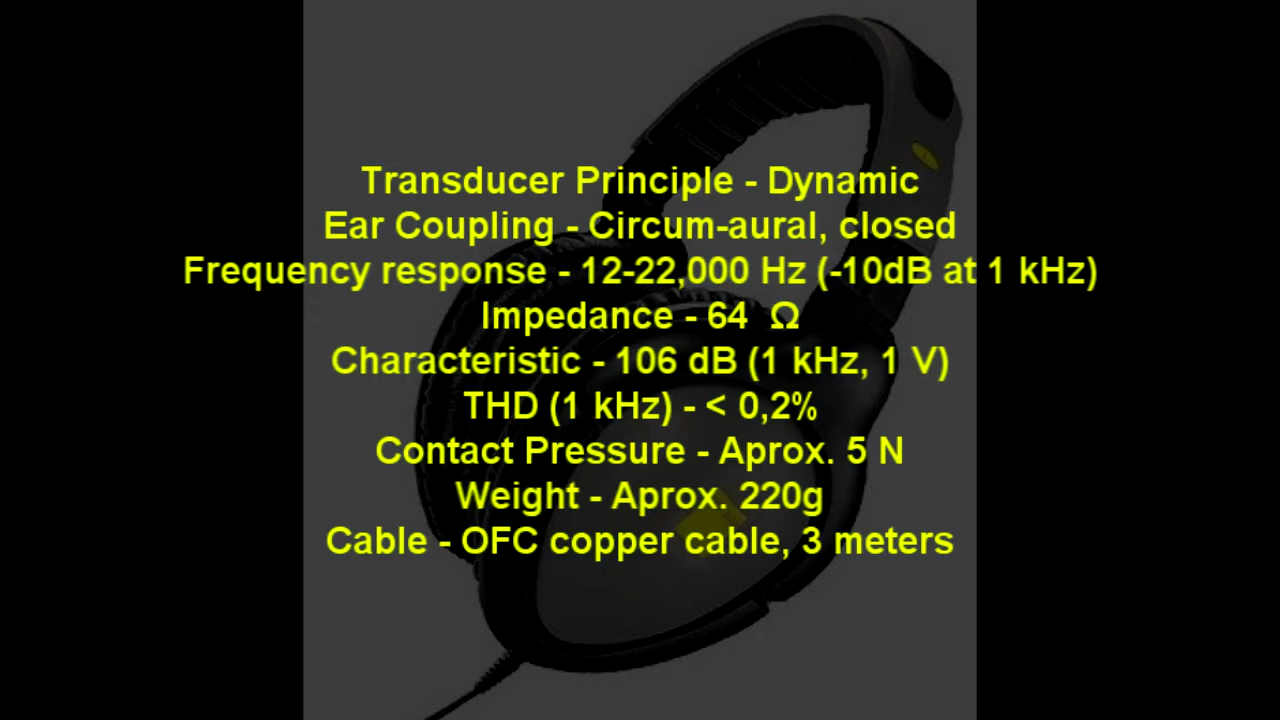 Transducer Principle - Dynamic
Ear Coupling - Circum-aural, closed
Frequency response - 12-22,000 Hz (-10dB at 1 kHz)
Impedance - 64 Ω
Characteristic - 106 dB (1 kHz, 1 V)
THD (1 kHz) - < 0,2%
Contact Pressure - Aprox. 5 N
Weight - Aprox. 220g
Cable - OFC copper cable, 3 meters